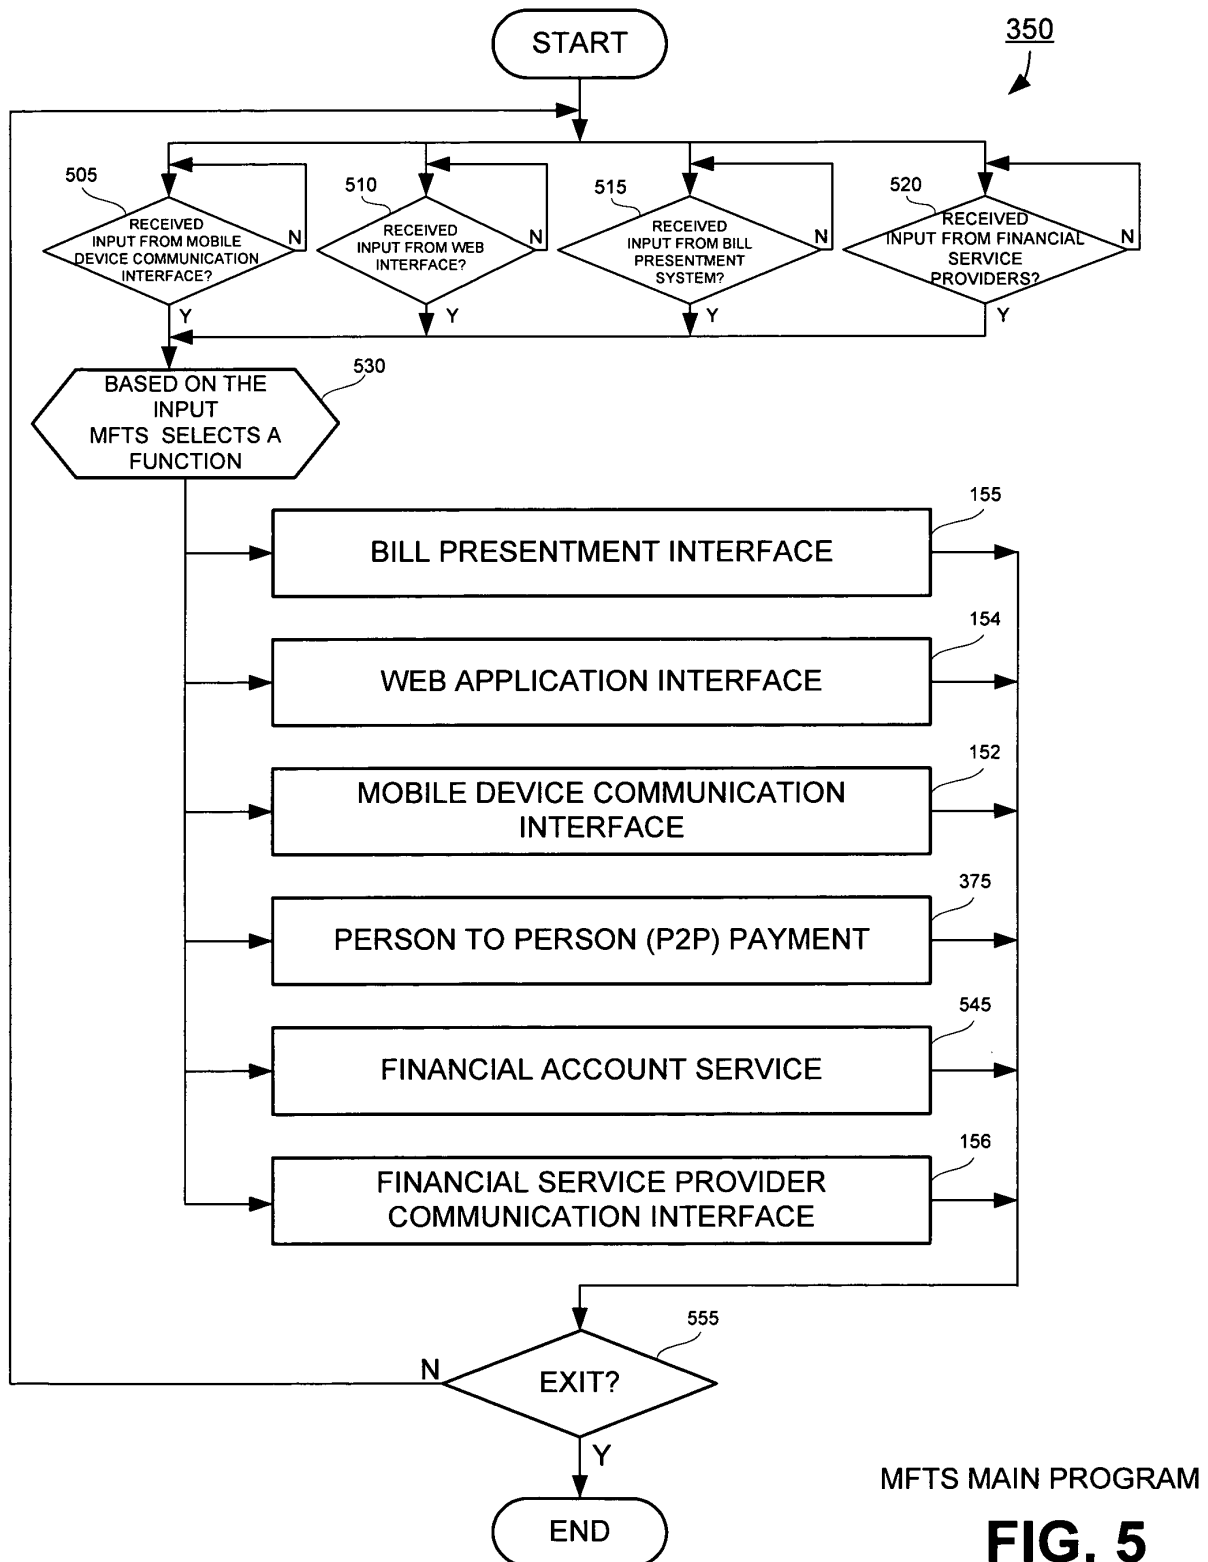 START
350
505
RECEIVED
INPUT FROM MOBILE
DEVICE COMMUNICATION
INTERFACE?
N
Y
510
RECEIVED
INPUT FROM WEB
INTERFACE?
N
Y
515
RECEIVED
INPUT FROM BILL
PRESENTMENT
SYSTEM?
N
Y
520
RECEIVED
INPUT FROM FINANCIAL
SERVICE
PROVIDERS?
N
Y
530
BASED ON THE
INPUT
MFTS SELECTS A
FUNCTION
155
BILL PRESENTMENT INTERFACE
154
WEB APPLICATION INTERFACE
152
MOBILE DEVICE COMMUNICATION
INTERFACE
375
PERSON TO PERSON (P2P) PAYMENT
545
FINANCIAL ACCOUNT SERVICE
156
FINANCIAL SERVICE PROVIDER
COMMUNICATION INTERFACE
555
EXIT?
N
Y
END
MFTS MAIN PROGRAM
FIG. 5